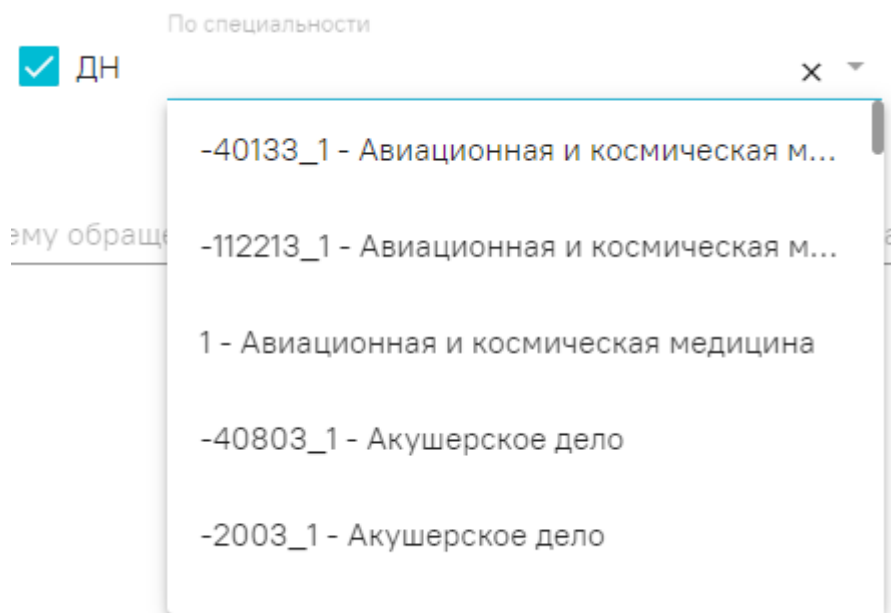 По специальности
ДН
-40133_1 - Авиационная и космическая м...
ему обраще
-112213_1 - Авиационная и космическая м...
1 - Авиационная и космическая медицина
-40803_1 - Акушерское дело
-2003_1 - Акушерское дело